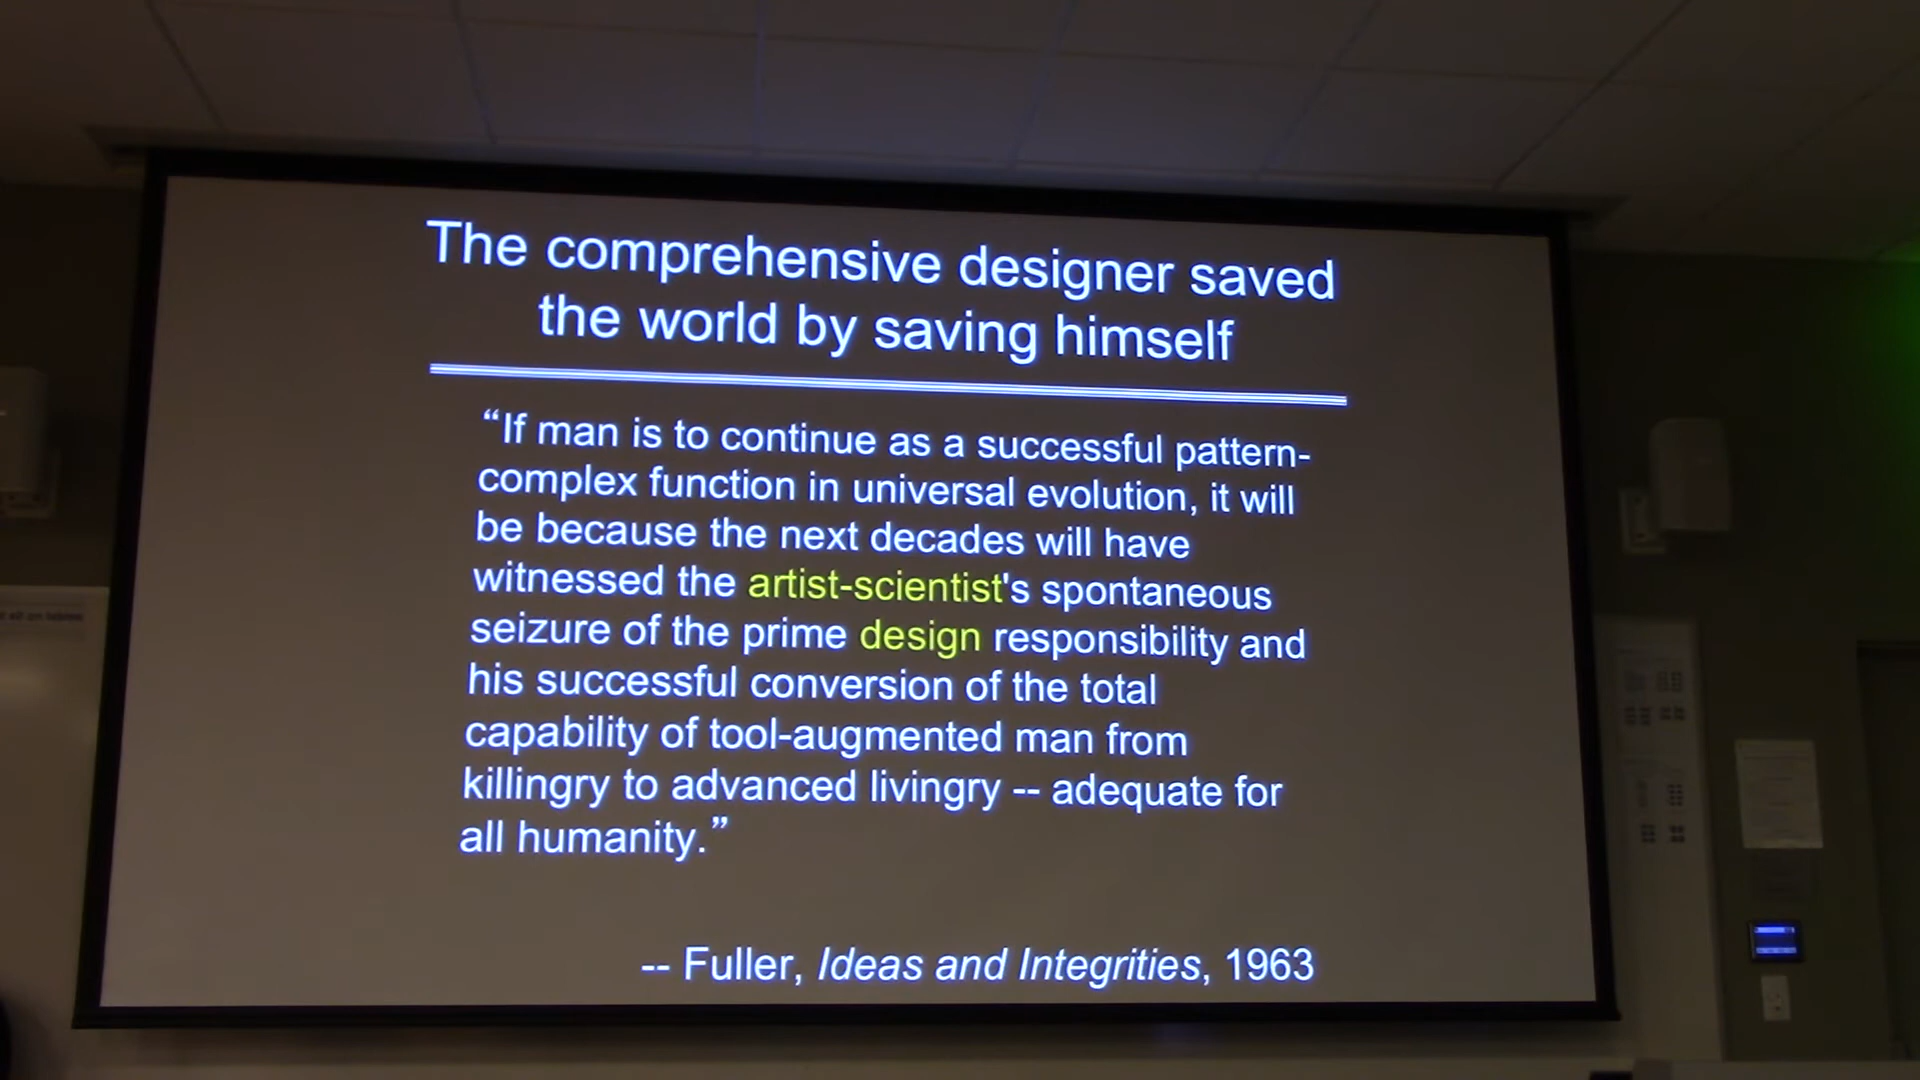 The comprehensive designer saved
the world by saving himself
“If man is to continue as a successful pattern-
complex function in universal evolution, it will
be because the next decades will have
witnessed the artist-scientist's spontaneous
seizure of the prime design responsibility and
his successful conversion of the total
capability of tool-augmented man from
killingry to advanced livingry -- adequate for
all humanity.”
-- Fuller, Ideas and Integrities, 1963